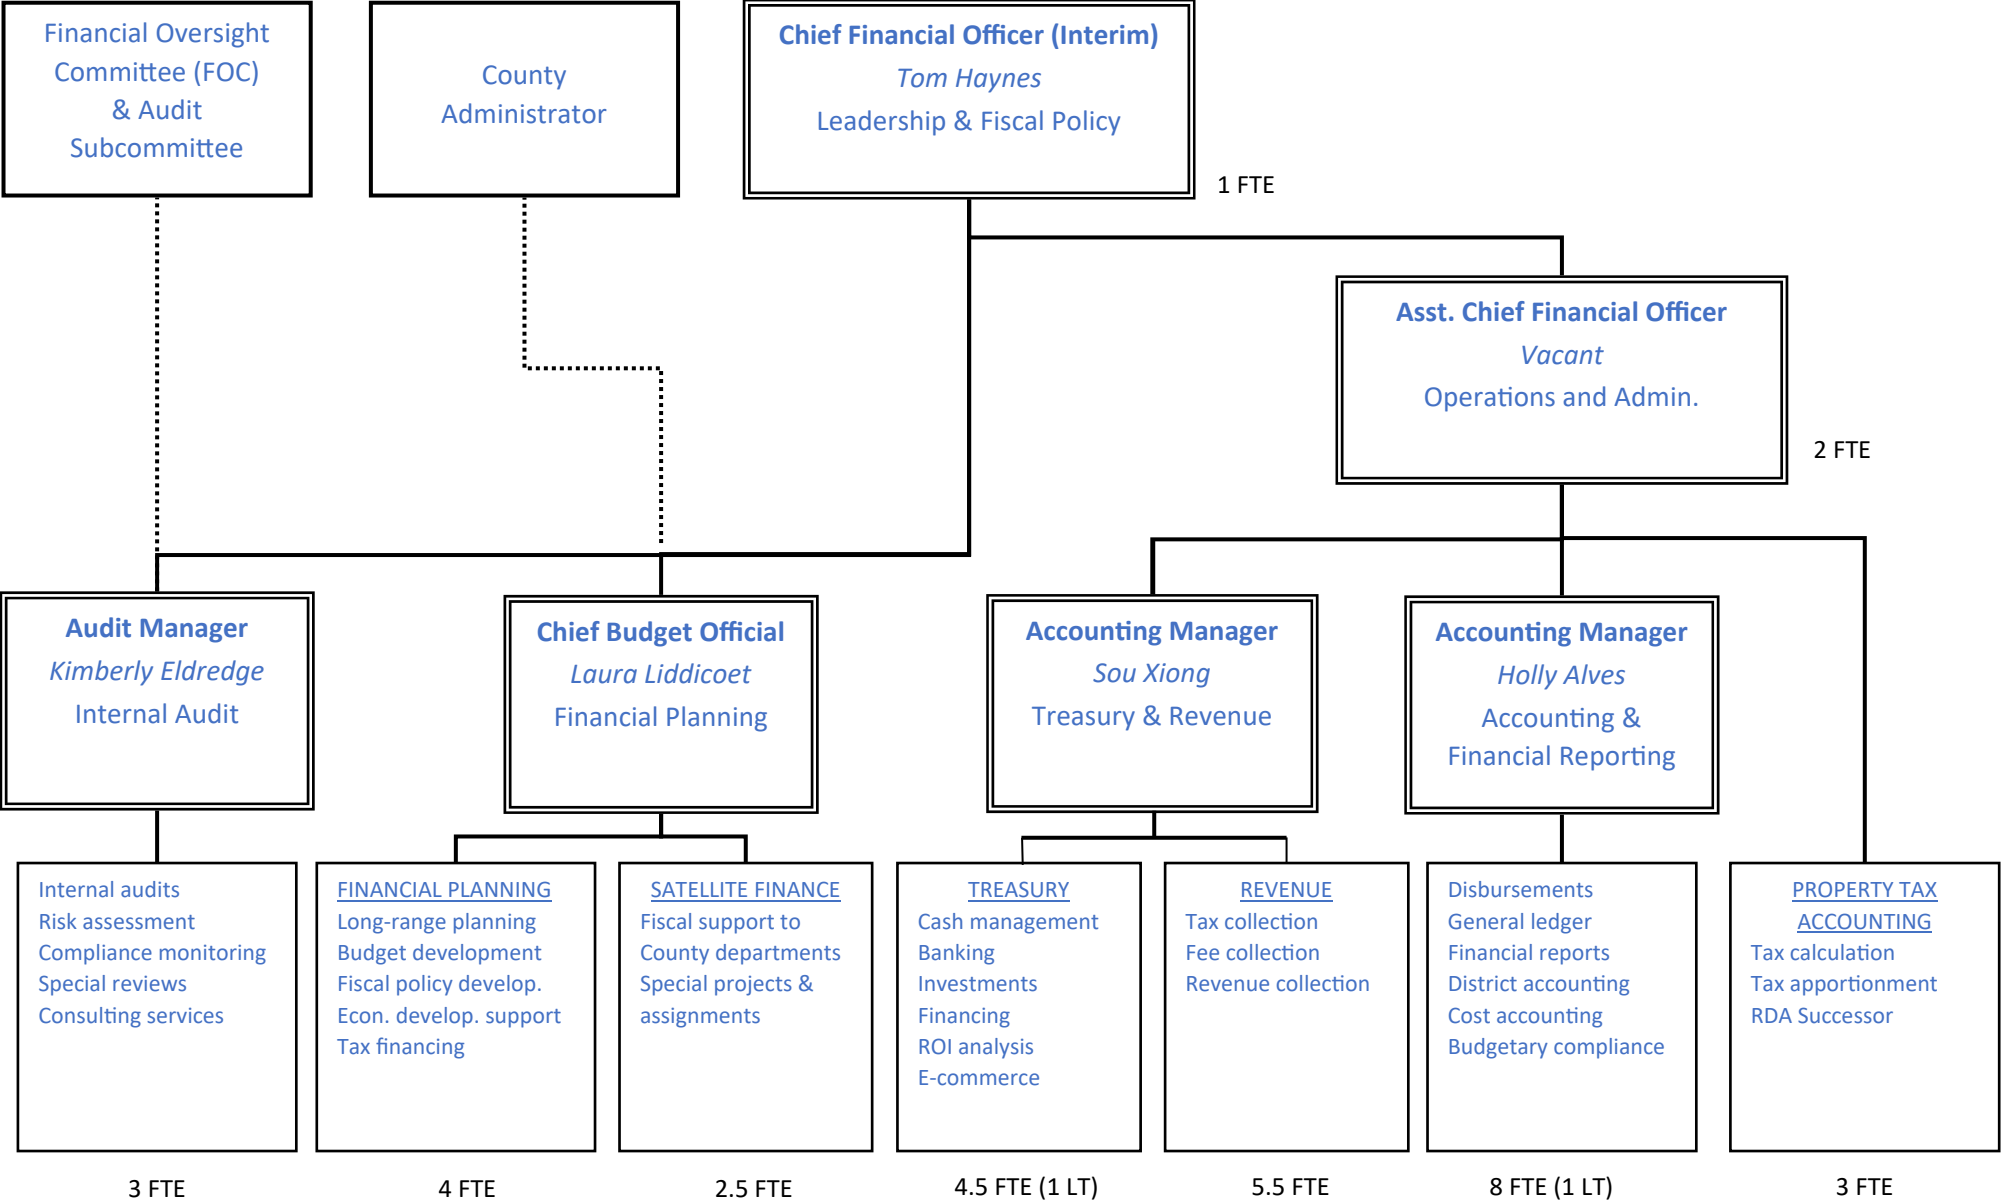 Financial Oversight
Committee (FOC)
& Audit
Subcommittee
County
Administrator
Chief Financial Officer (Interim)
Tom Haynes
Leadership & Fiscal Policy
1 FTE
Asst. Chief Financial Officer
Vacant
Operations and Admin.
2 FTE
Audit Manager
Kimberly Eldredge
Internal Audit
Chief Budget Official
Laura Liddicoet
Financial Planning
Accounting Manager
Sou Xiong
Treasury & Revenue
Accounting Manager
Holly Alves
Accounting &
Financial Reporting
Internal audits
Risk assessment
Compliance monitoring
Special reviews
Consulting services
FINANCIAL PLANNING
Long-range planning
Budget development
Fiscal policy develop.
Econ. develop. support
Tax financing
SATELLITE FINANCE
Fiscal support to
County departments
Special projects &
assignments
TREASURY
Cash management
Banking
Investments
Financing
ROI analysis
E-commerce
REVENUE
Tax collection
Fee collection
Revenue collection
Disbursements
General ledger
Financial reports
District accounting
Cost accounting
Budgetary compliance
PROPERTY TAX
ACCOUNTING
Tax calculation
Tax apportionment
RDA Successor
3 FTE
4 FTE
2.5 FTE
4.5 FTE (1 LT)
5.5 FTE
8 FTE (1 LT)
3 FTE